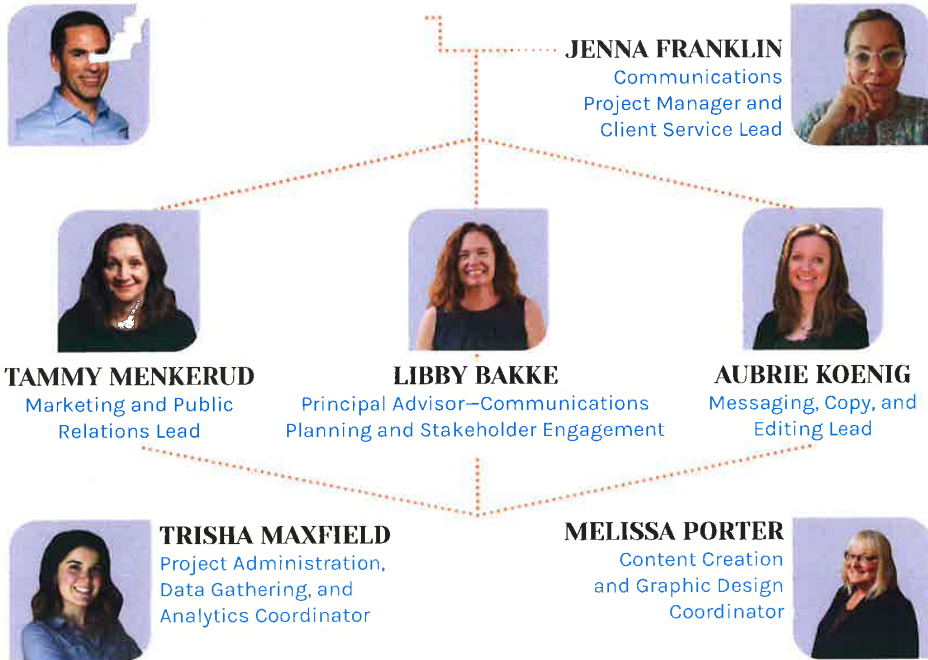 JENNA FRANKLIN
Communications
Project Manager and
Client Service Lead
TAMMY MENKERUD
Marketing and Public
Relations Lead
LIBBY BAKKE
Principal Advisor—Communications
Planning and Stakeholder Engagement
AUBRIE KOENIG
Messaging, Copy, and
Editing Lead
TRISHA MAXFIELD
Project Administration,
Data Gathering, and
Analytics Coordinator
MELISSA PORTER
Content Creation
and Graphic Design
Coordinator